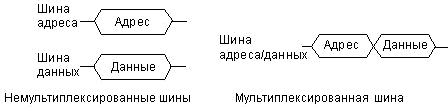 Шина
адреса
Адрес
Шина
данных
Данные
Немультиплексированные шины
Шина
адреса/данных
Адрес
Данные
Мультиплексированная шина